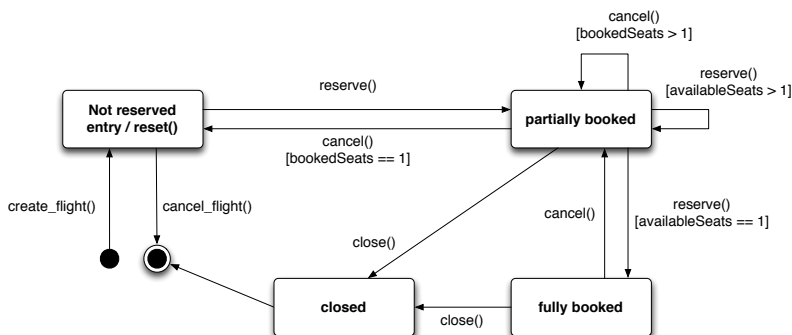 cancel()
[bookedSeats > 1]
reserve()
[availableSeats > 1]
reserve()
Not reserved
entry / reset()
partially booked
cancel()
[bookedSeats == 1]
create_flight()
cancel_flight()
cancel()
reserve()
[availableSeats == 1]
close()
closed
close()
fully booked